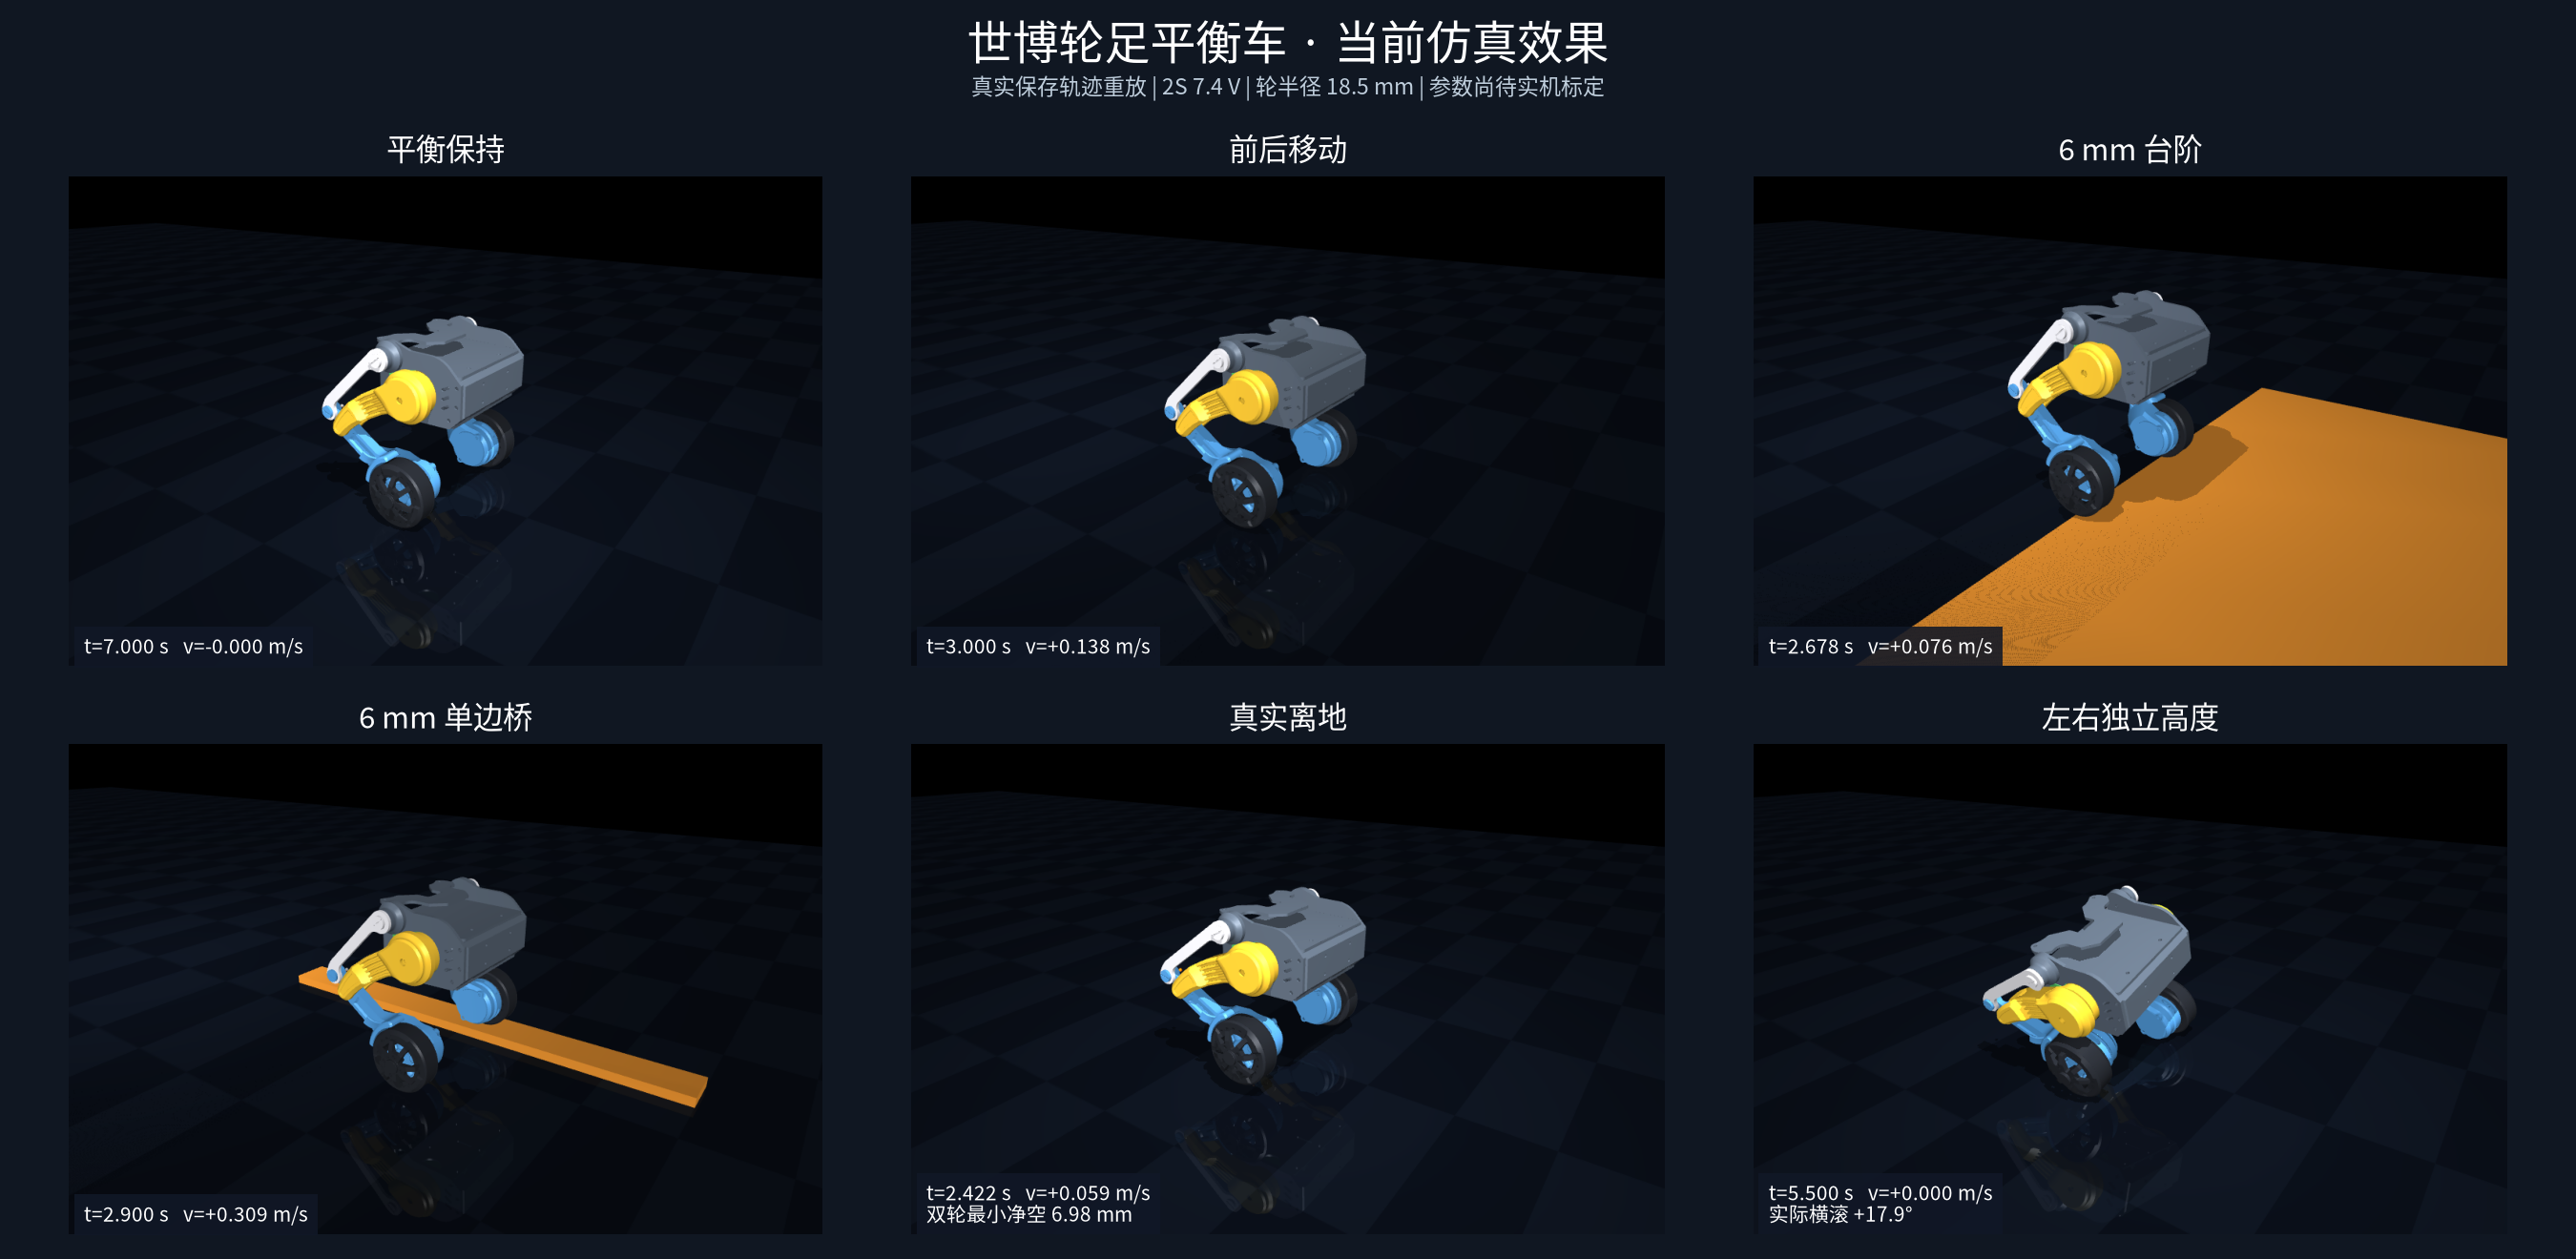 世博轮足平衡车 · 当前仿真效果
真实保存轨迹重放 | 2S 7.4 V | 轮半径 18.5 mm | 参数尚待实机标定
平衡保持
前后移动
6 mm 台阶
t=7.000 s   v=-0.000 m/s
t=3.000 s   v=+0.138 m/s
t=2.678 s   v=+0.076 m/s
6 mm 单边桥
真实离地
左右独立高度
t=2.900 s   v=+0.309 m/s
t=2.422 s   v=+0.059 m/s
双轮最小净空 6.98 mm
t=5.500 s   v=+0.000 m/s
实际横滚 +17.9°